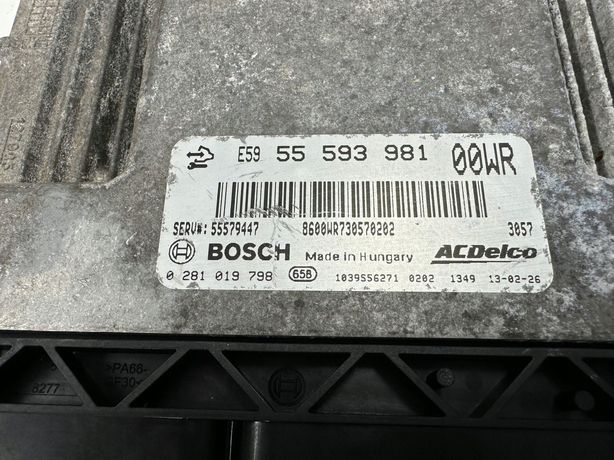 E59 55 593 981 00WR
SERV#: 55579447 8600WR730570202 3057
BOSCH Made in Hungary ACDelco
0 281 019 798 65B 1039S56271 0202 1349 13-02-26
>PA66-
8277 GF30<